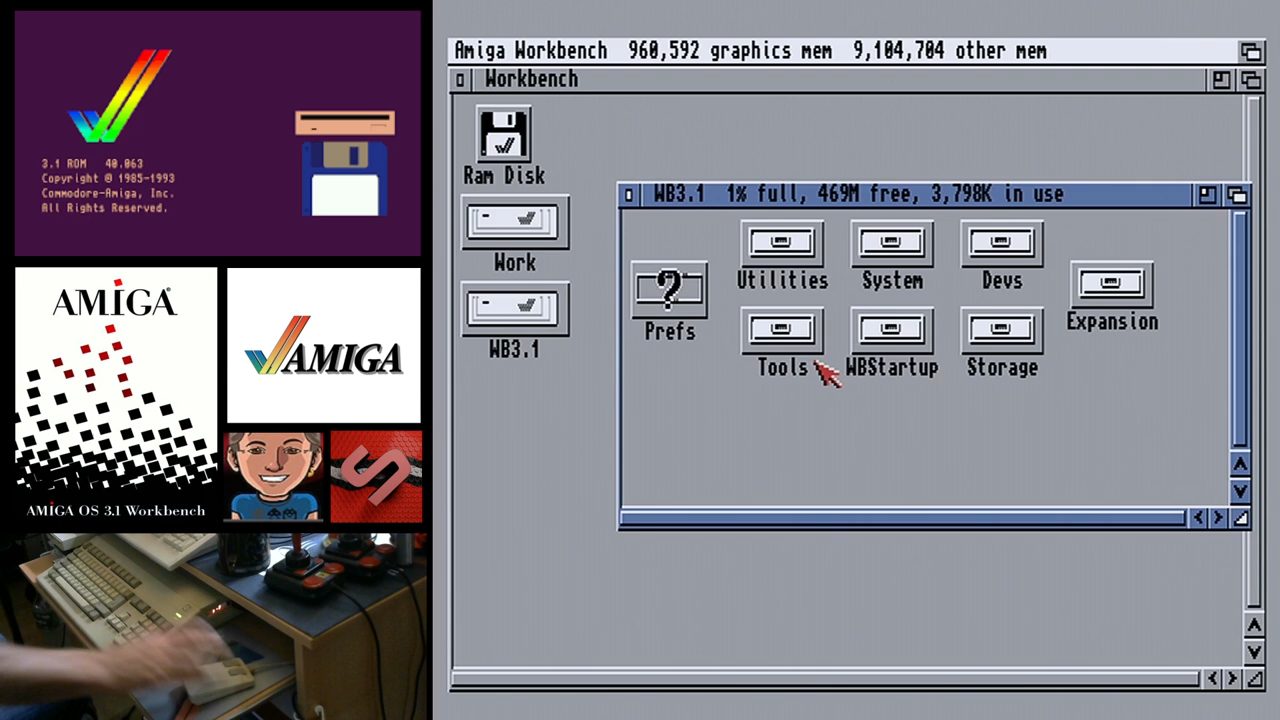 3.1 ROM 40.063
Copyright © 1985-1993
Commodore-Amiga, Inc.
All Rights Reserved.
AMIGA®
AMIGA OS 3.1 Workbench
AMIGA
S
Amiga Workbench 960,592 graphics mem 9,104,704 other mem
Workbench
Ram Disk
Work
WB3.1
WB3.1 1% full, 469M free, 3,798K in use
?
Prefs
Utilities
System
Devs
Expansion
Tools
WBStartup
Storage